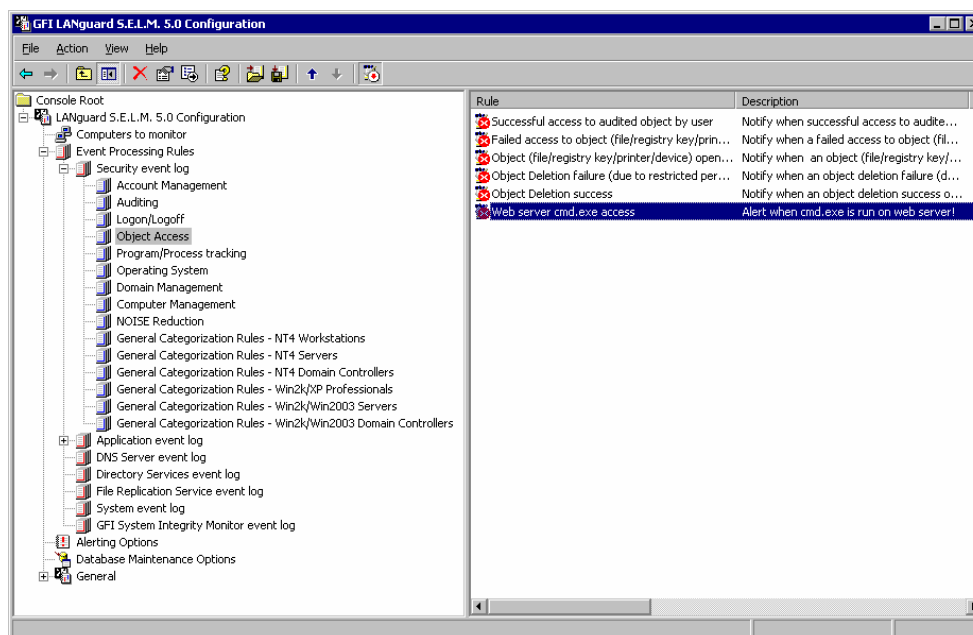 GFI LANguard S.E.L.M. 5.0 Configuration
File Action View Help
Console Root
LANguard S.E.L.M. 5.0 Configuration
Computers to monitor
Event Processing Rules
Security event log
Account Management
Auditing
Logon/Logoff
Object Access
Program/Process tracking
Operating System
Domain Management
Computer Management
NOISE Reduction
General Categorization Rules - NT4 Workstations
General Categorization Rules - NT4 Servers
General Categorization Rules - NT4 Domain Controllers
General Categorization Rules - Win2k/XP Professionals
General Categorization Rules - Win2k/Win2003 Servers
General Categorization Rules - Win2k/Win2003 Domain Controllers
Application event log
DNS Server event log
Directory Services event log
File Replication Service event log
System event log
GFI System Integrity Monitor event log
Alerting Options
Database Maintenance Options
General
Rule Description
Successful access to audited object by user Notify when successful access to audite...
Failed access to object (file/registry key/prin... Notify when a failed access to object (fil...
Object (file/registry key/printer/device) open... Notify when an object (file/registry key/...
Object Deletion failure (due to restricted per... Notify when an object deletion failure (d...
Object Deletion success Notify when an object deletion success o...
Web server cmd.exe access Alert when cmd.exe is run on web server!